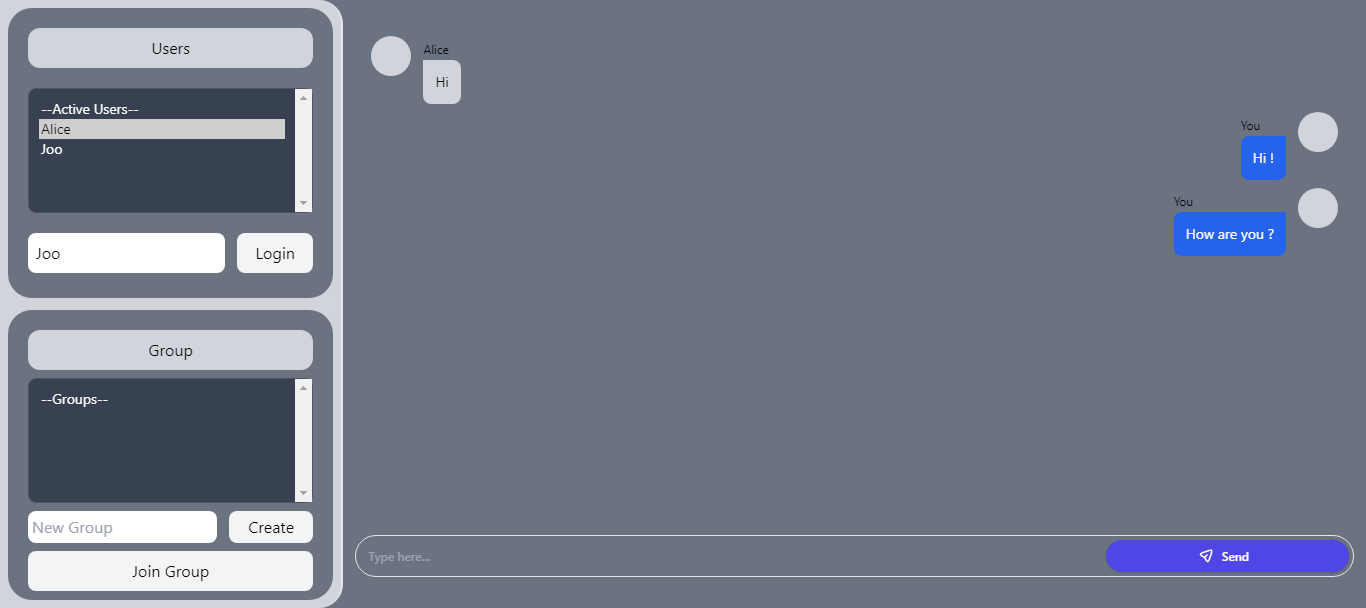 Users
--Active Users--
Alice
Joo
Joo
Login
Group
--Groups--
New Group
Create
Join Group
Alice
Hi
You
Hi !
You
How are you ?
Type here...
Send